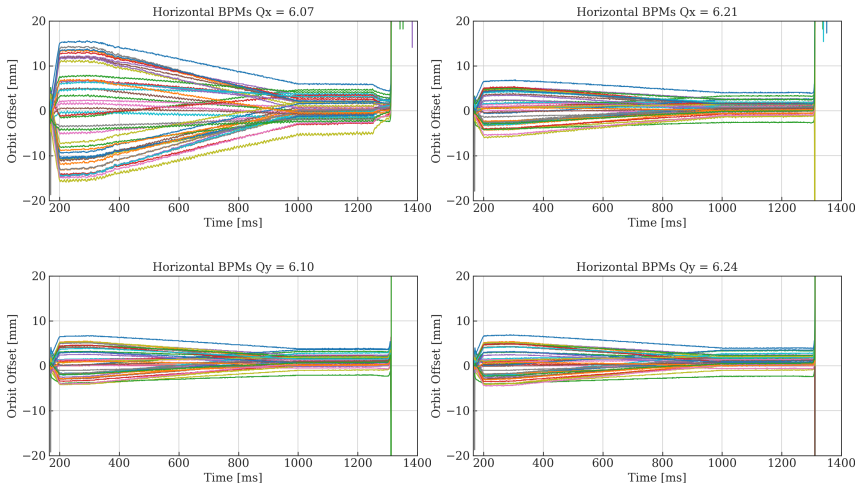 Horizontal BPMs Qx = 6.07
Orbit Offset [mm]
20
10
0
−10
−20
200 400 600 800 1000 1200 1400
Time [ms]
Horizontal BPMs Qx = 6.21
Orbit Offset [mm]
20
10
0
−10
−20
200 400 600 800 1000 1200 1400
Time [ms]
Horizontal BPMs Qy = 6.10
Orbit Offset [mm]
20
10
0
−10
−20
200 400 600 800 1000 1200 1400
Time [ms]
Horizontal BPMs Qy = 6.24
Orbit Offset [mm]
20
10
0
−10
−20
200 400 600 800 1000 1200 1400
Time [ms]